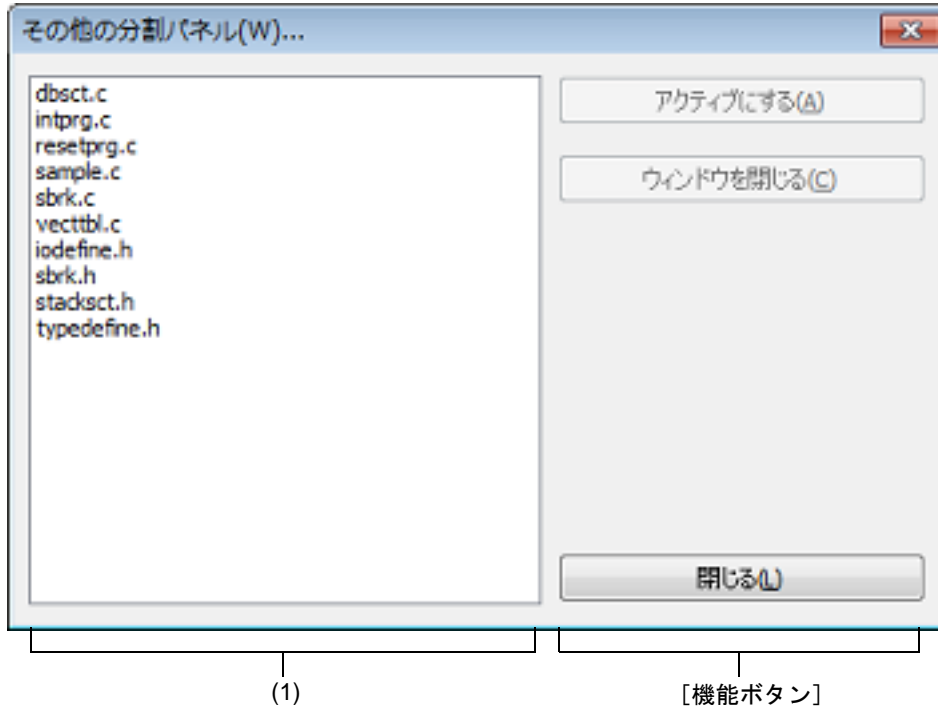 その他の分割パネル(W)...
dbsct.c
intprg.c
resetprg.c
sample.c
sbrk.c
vecttbl.c
iodefine.h
sbrk.h
stacksct.h
typedefine.h
アクティブにする(A)
ウィンドウを閉じる(C)
閉じる(L)
(1)
[機能ボタン]